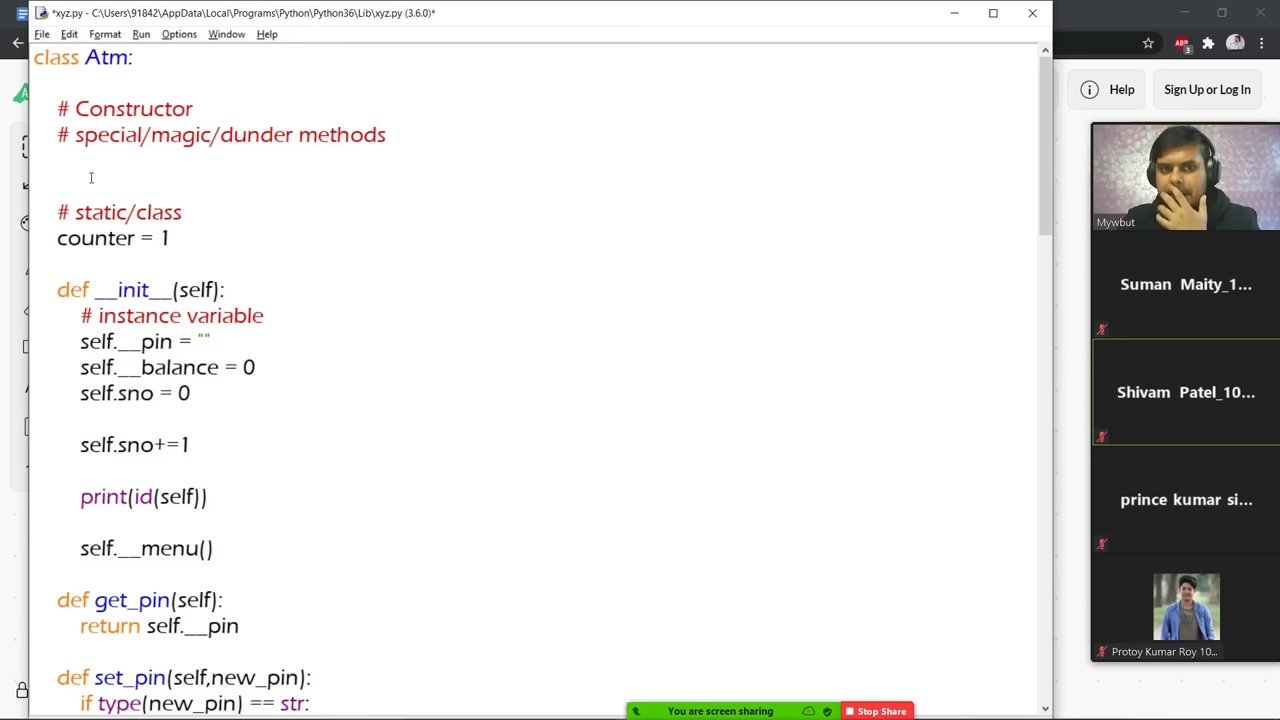 *xyz.py - C:\Users\91842\AppData\Local\Programs\Python\Python36\Lib\xyz.py (3.6.0)*
File Edit Format Run Options Window Help
class Atm:
# Constructor
# special/magic/dunder methods
# static/class
counter = 1
def __init__(self):
# instance variable
self.__pin = ""
self.__balance = 0
self.sno = 0
self.sno+=1
print(id(self))
self.__menu()
def get_pin(self):
return self.__pin
def set_pin(self,new_pin):
if type(new_pin) == str:
ABP
3
Help
Sign Up or Log In
Mywbut
Suman Maity_1...
Shivam Patel_10...
prince kumar si...
Protoy Kumar Roy 10...
You are screen sharing
Stop Share